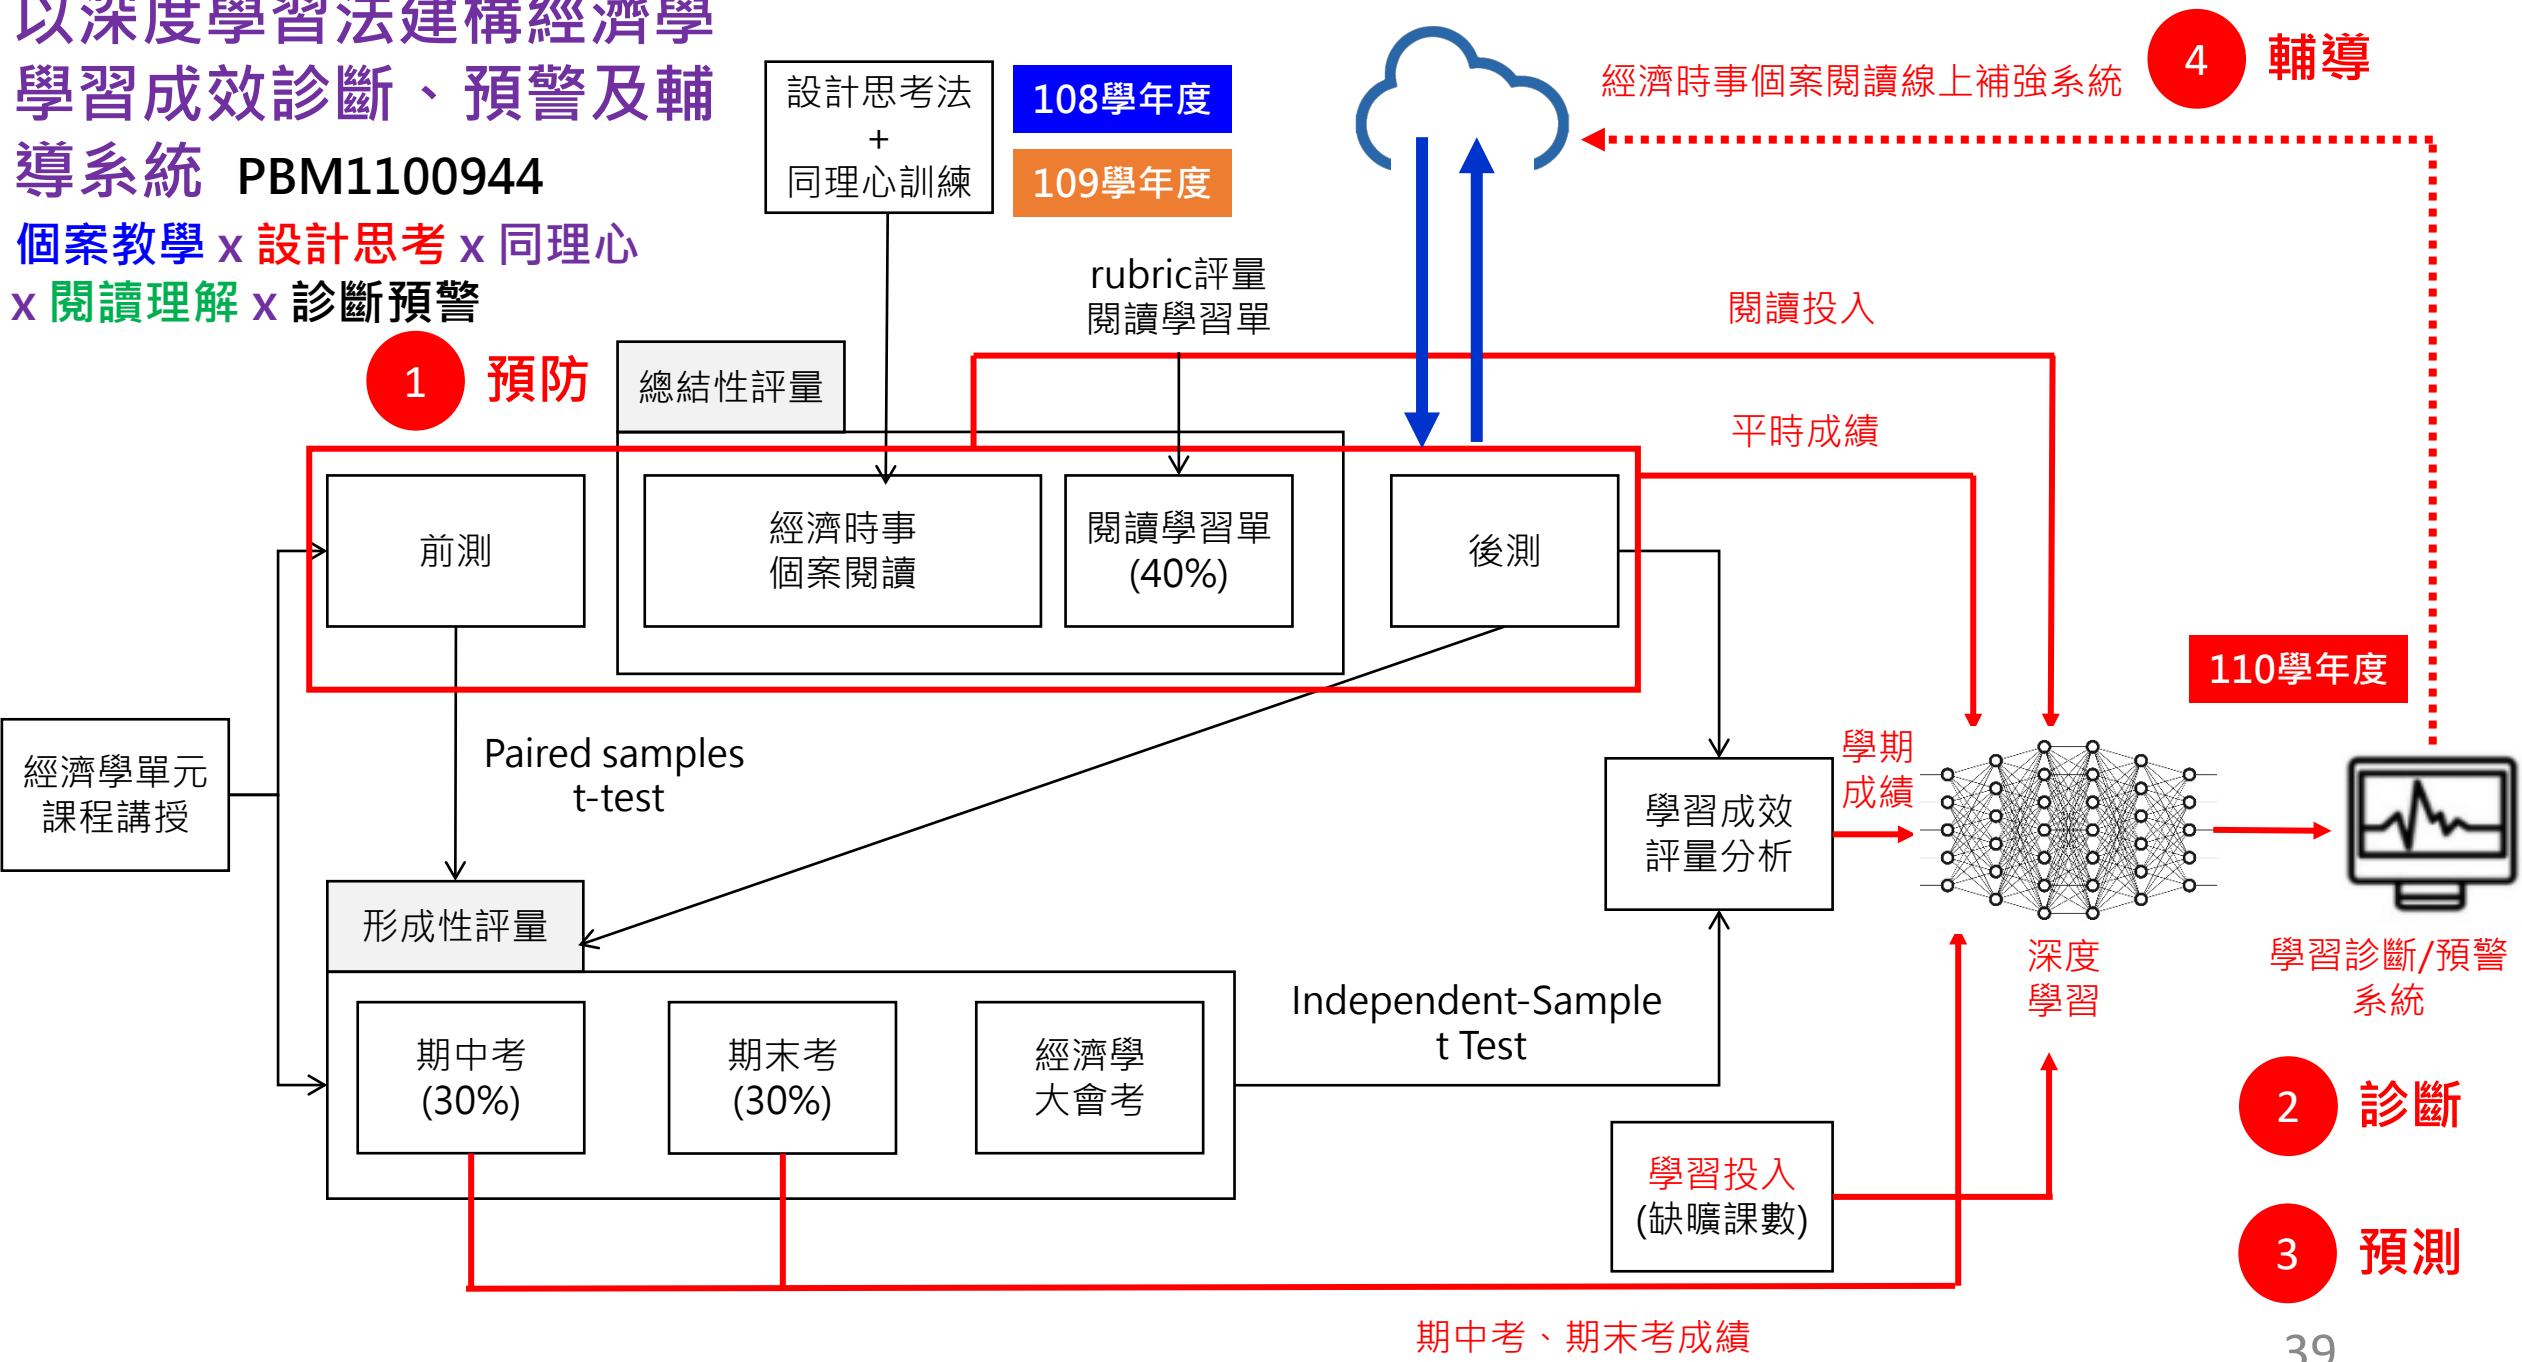 以深度學習法建構經濟學
學習成效診斷、預警及輔
導系統 PBM1100944
個案教學 x 設計思考 x 同理心
x 閱讀理解 x 診斷預警
設計思考法
+
同理心訓練
108學年度
109學年度
經濟時事個案閱讀線上補強系統
4
輔導
rubric評量
閱讀學習單
閱讀投入
平時成績
1
預防
總結性評量
前測
經濟時事
個案閱讀
閱讀學習單
(40%)
後測
110學年度
經濟學單元
課程講授
Paired samples
t-test
學習成效
評量分析
學期
成績
深度
學習
學習診斷/預警
系統
形成性評量
期中考
(30%)
期末考
(30%)
經濟學
大會考
Independent-Sample
t Test
學習投入
(缺曠課數)
2
診斷
3
預測
期中考、期末考成績
39